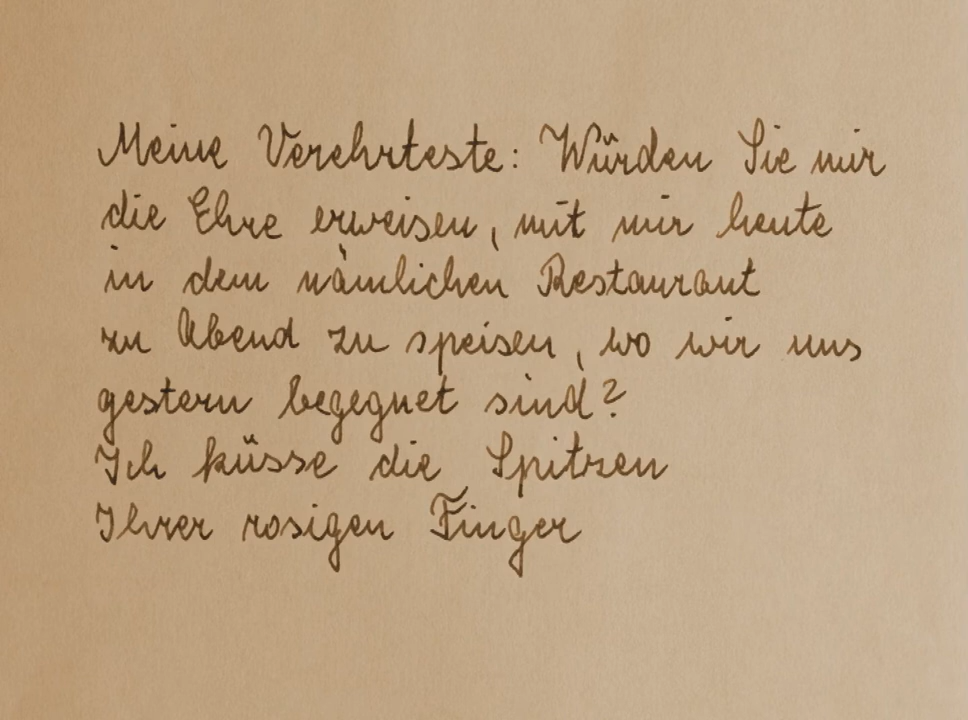 Meine Verehrteste: Würden Sie mir
die Ehre erweisen, mit mir heute
in dem nämlichen Restaurant
zu Abend zu speisen, wo wir uns
gestern begegnet sind?
Ich küsse die Spitzen
Ihrer rosigen Finger